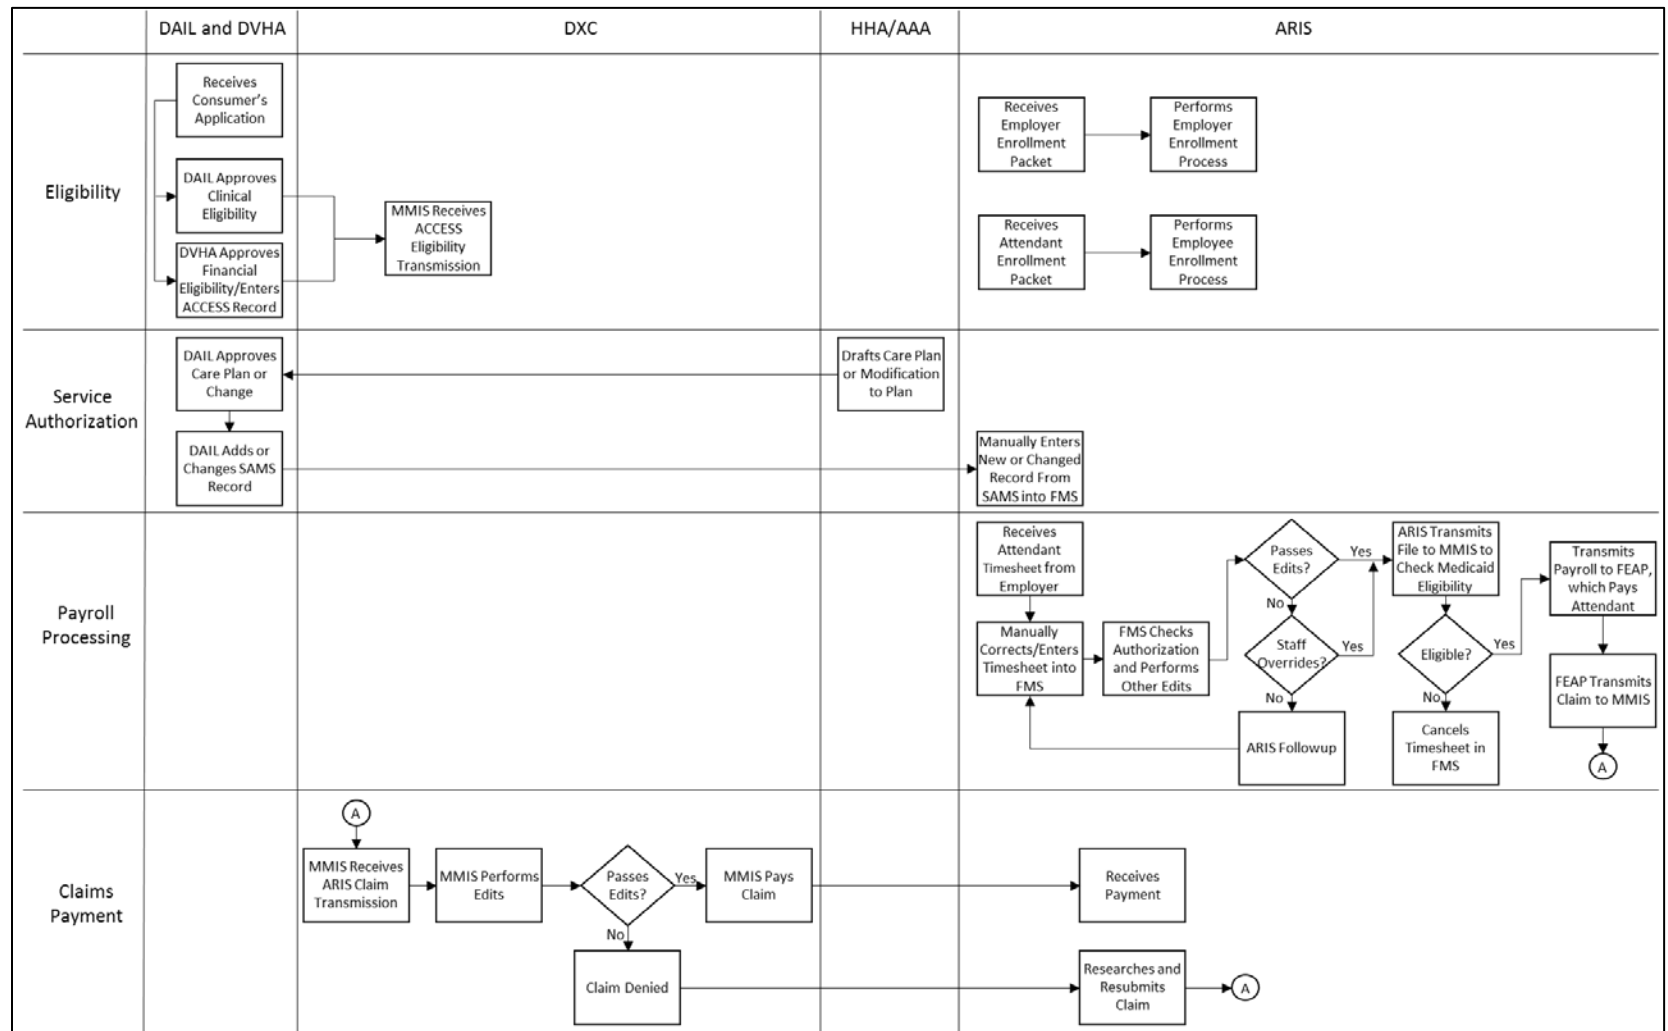 DAIL and DVHA
DXC
HHA/AAA
ARIS
Eligibility
Receives
Consumer's
Application
DAIL Approves
Clinical
Eligibility
DVHA Approves
Financial
Eligibility/Enters
ACCESS Record
MMIS Receives
ACCESS
Eligibility
Transmission
Receives
Employer
Enrollment
Packet
Performs
Employer
Enrollment
Process
Receives
Attendant
Enrollment
Packet
Performs
Employee
Enrollment
Process
Service
Authorization
DAIL Approves
Care Plan or
Change
Drafts Care Plan
or Modification
to Plan
DAIL Adds or
Changes SAMS
Record
Manually Enters
New or Changed
Record From
SAMS into FMS
Payroll
Processing
Receives
Attendant
Timesheet from
Employer
Manually
Corrects/Enters
Timesheet into
FMS
FMS Checks
Authorization
and Performs
Other Edits
Passes
Edits?
Yes
No
Staff
Overrides?
Yes
No
ARIS Followup
ARIS Transmits
File to MMIS to
Check Medicaid
Eligibility
Eligible?
Yes
No
Cancels
Timesheet in
FMS
Transmits
Payroll to FEAP,
which Pays
Attendant
FEAP Transmits
Claim to MMIS
A
Claims
Payment
A
MMIS Receives
ARIS Claim
Transmission
MMIS Performs
Edits
Passes
Edits?
Yes
No
MMIS Pays
Claim
Receives
Payment
Claim Denied
Researches and
Resubmits
Claim
A